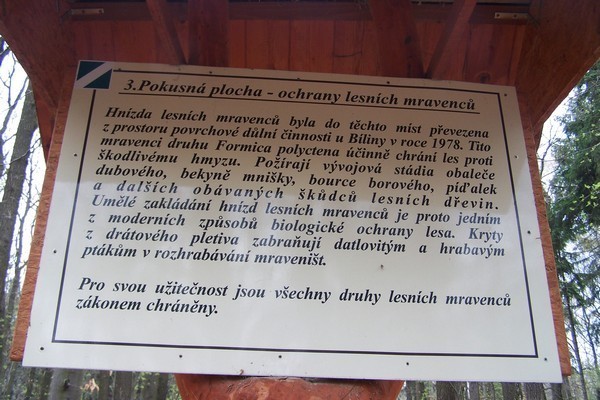 3.Pokusná plocha - ochrany lesních mravenců
Hnízda lesních mravenců byla do těchto míst převezena
z prostoru povrchové důlní činnosti u Bíliny v roce 1978. Tito
mravenci druhu Formica polyctena účinně chrání les proti
škodlivému hmyzu. Požírají vývojová stádia obaleče
dubového, bekyně mnišky, bource borového, píďalek
a dalších obávaných škůdců lesních dřevin.
Umělé zakládání hnízd lesních mravenců je proto jedním
z moderních způsobů biologické ochrany lesa. Kryty
z drátového pletiva zabraňují datlovitým a hrabavým
ptákům v rozhrabávání mravenišť.
Pro svou užitečnost jsou všechny druhy lesních mravenců
zákonem chráněny.